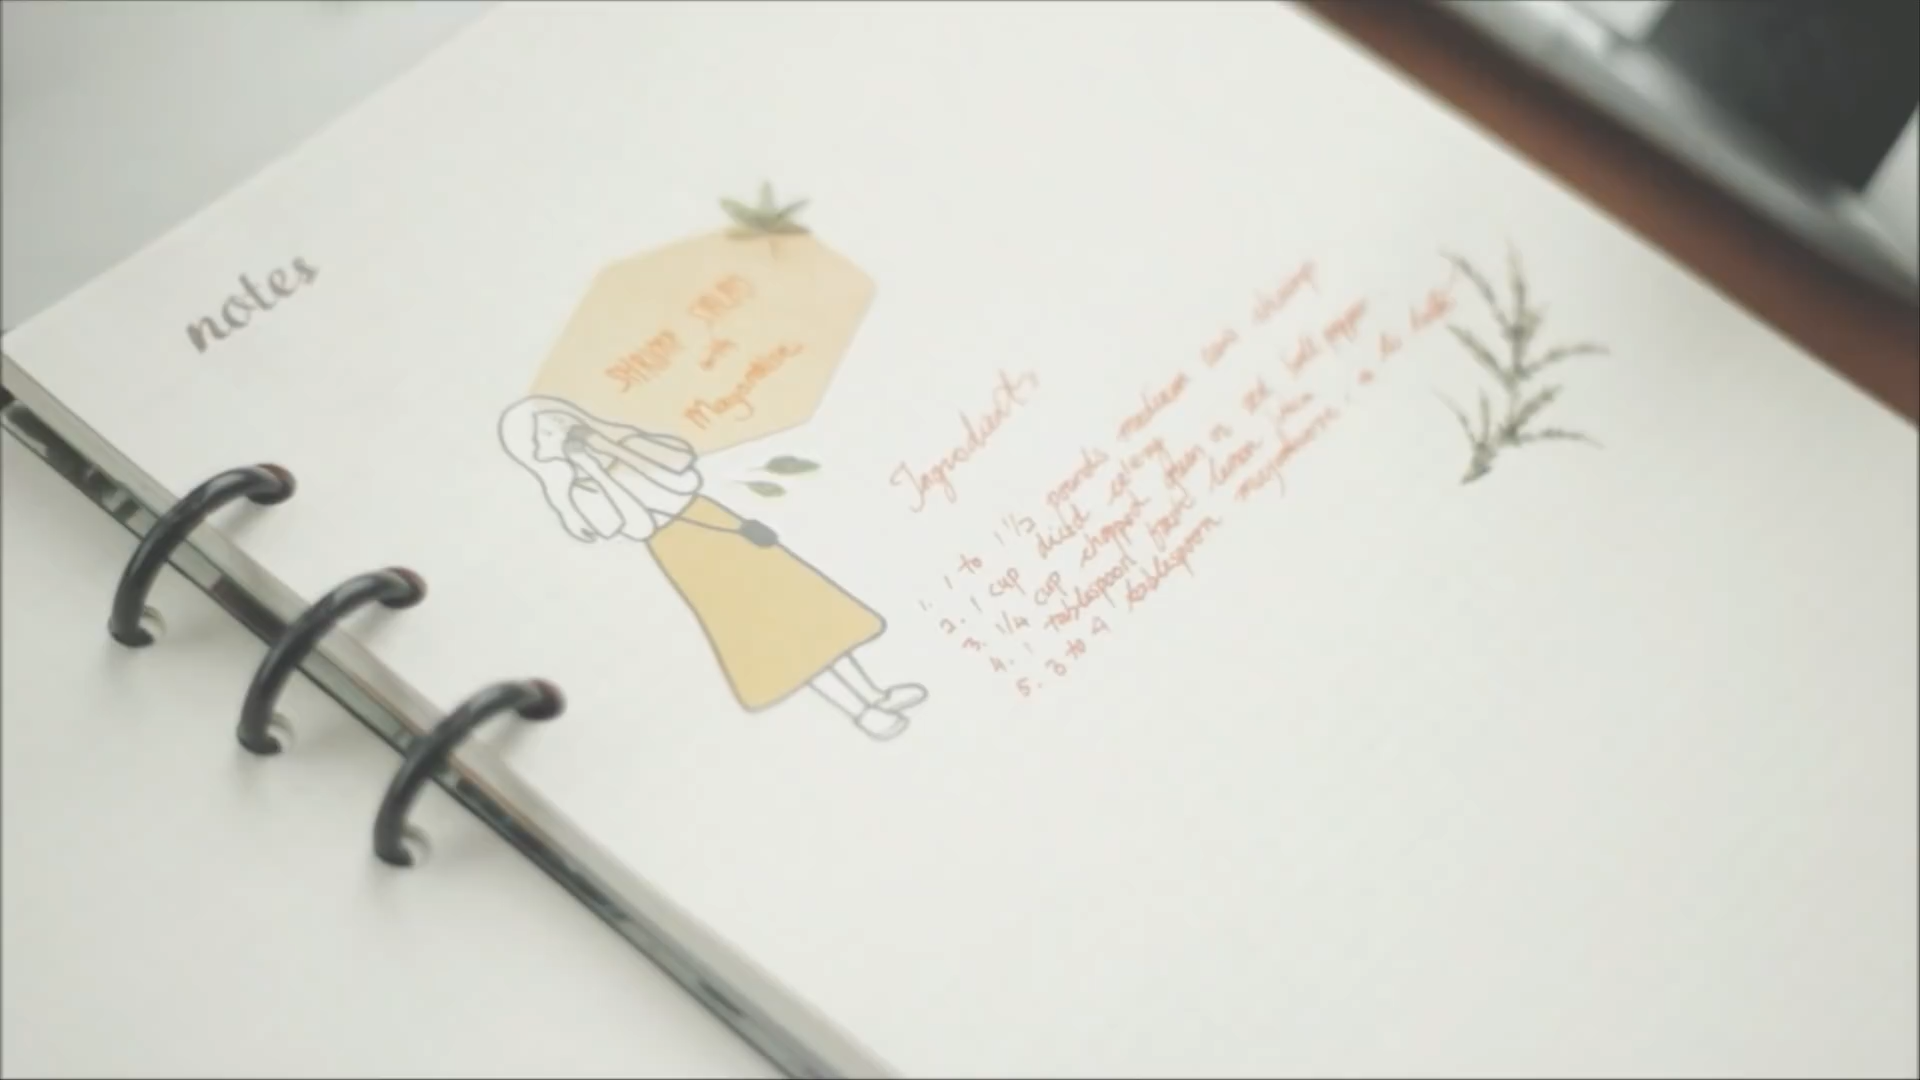 notes
SHRIMP SALAD
with
Mayonnaise
Ingredients
1. 1 to 1 1/2 pounds medium raw shrimp
2. 1 cup diced celery
3. 1/4 cup chopped green or red bell pepper
4. 1 tablespoon fresh lemon juice
5. 3 to 4 tablespoon mayonnaise, to taste